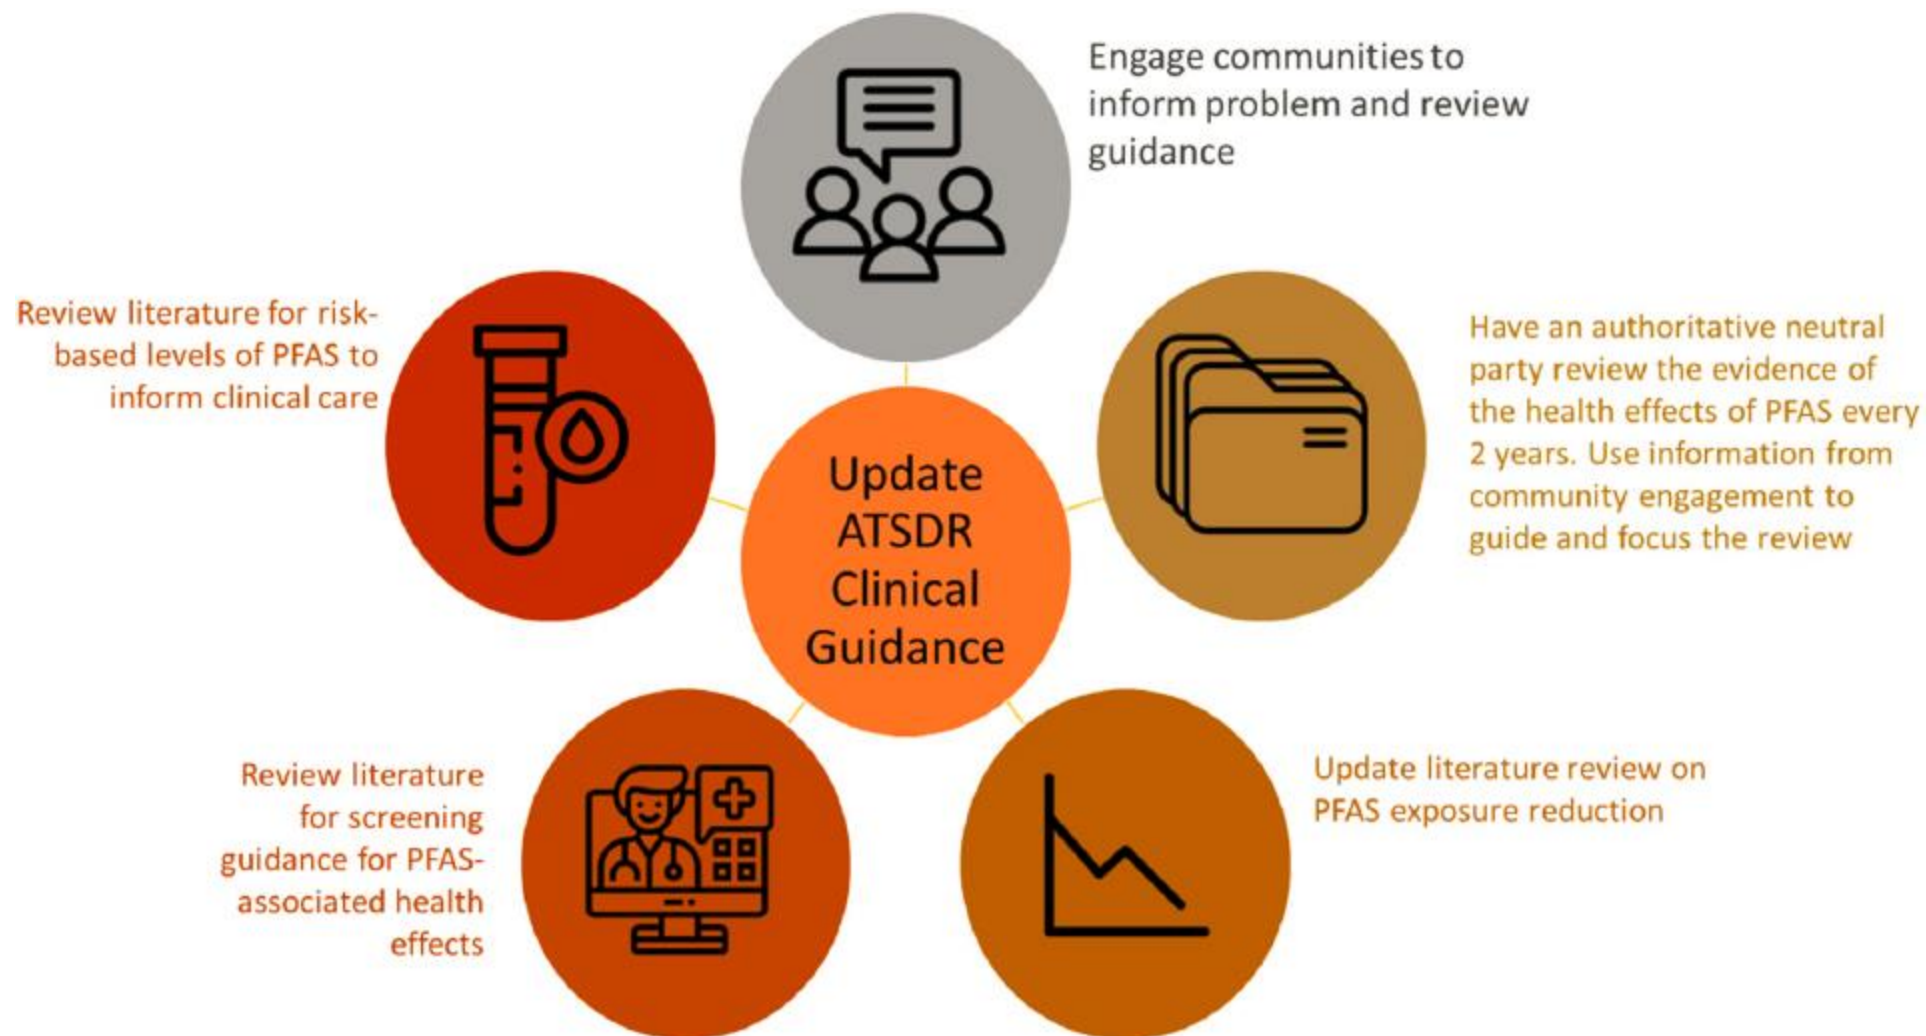 Engage communities to
inform problem and review
guidance
Have an authoritative neutral
party review the evidence of
the health effects of PFAS every
2 years. Use information from
community engagement to
guide and focus the review
Update literature review on
PFAS exposure reduction
Review literature
for screening
guidance for PFAS-
associated health
effects
Review literature for risk-
based levels of PFAS to
inform clinical care
Update
ATSDR
Clinical
Guidance